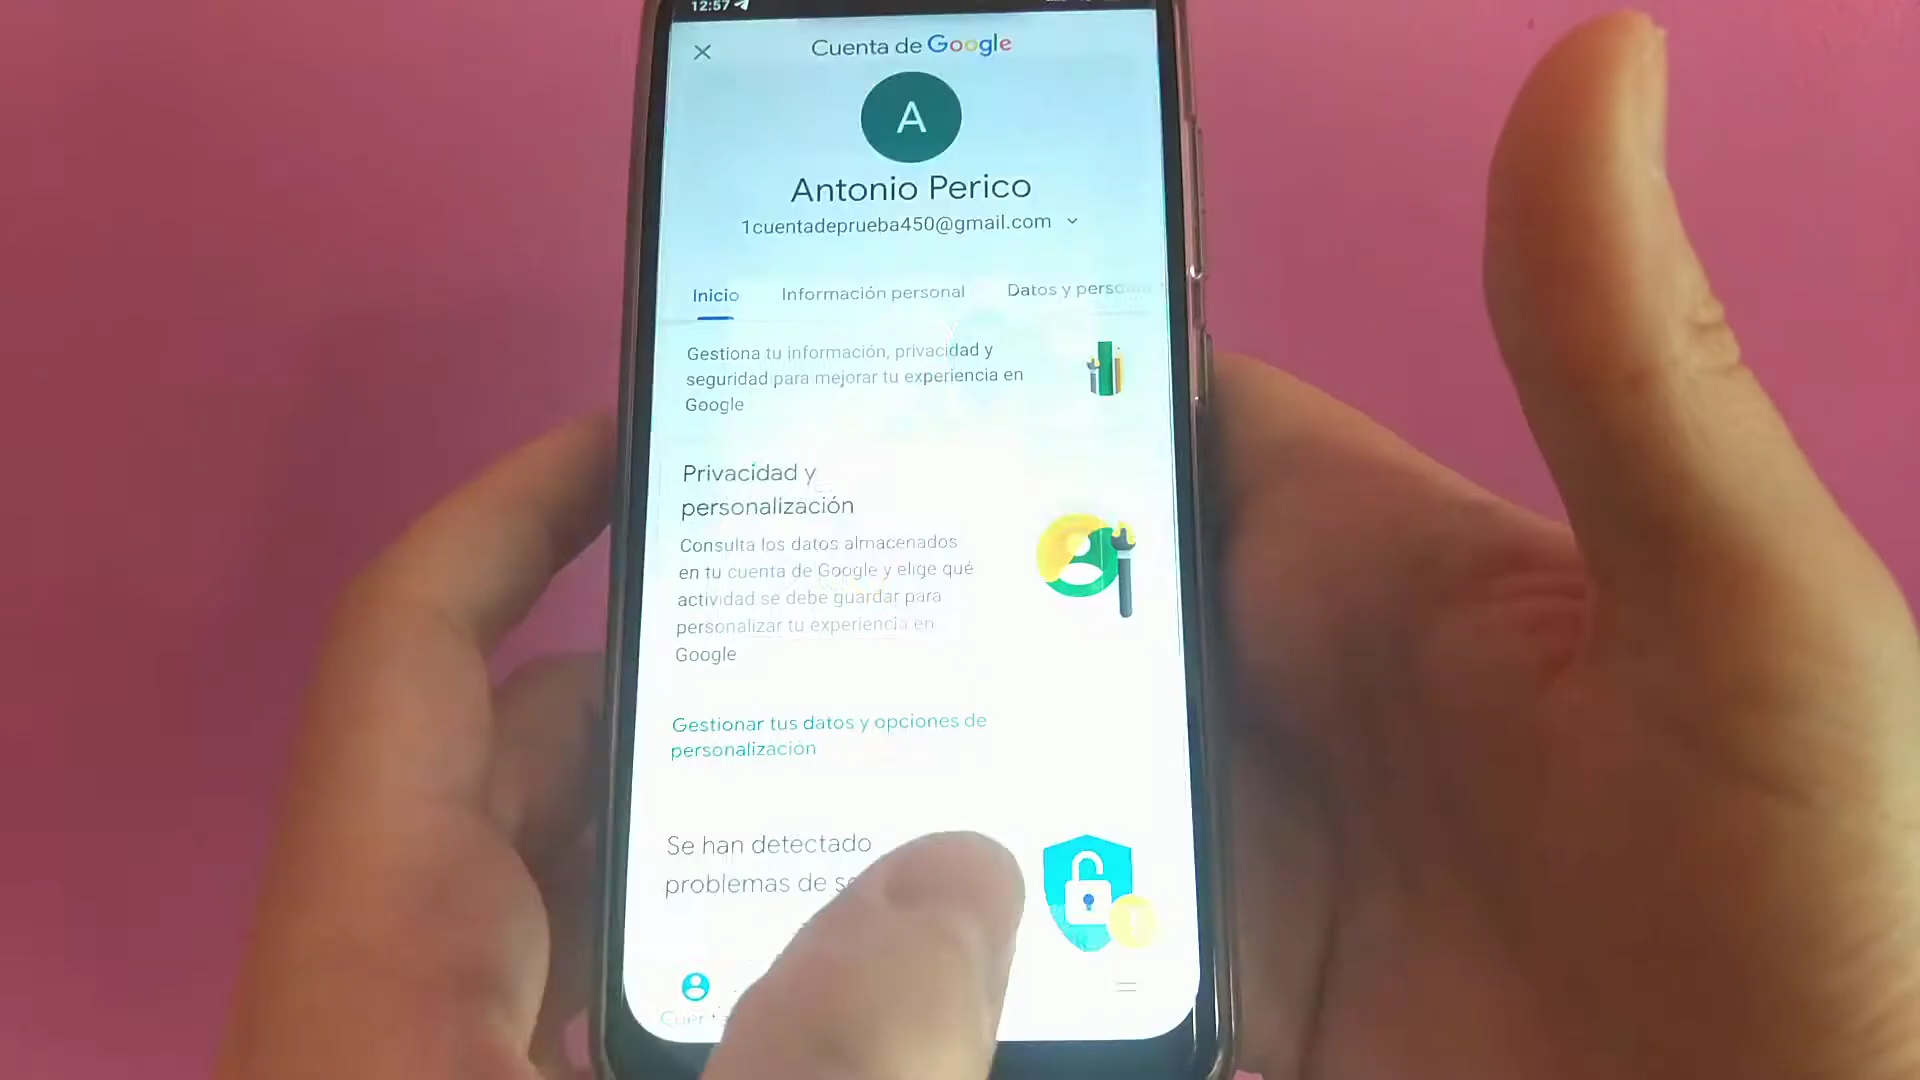 12:57
Cuenta de Google
A
Antonio Perico
1cuentadeprueba450@gmail.com
Inicio Información personal Datos y
Gestiona tu información, privacidad y
seguridad para mejorar tu experiencia en
Google
Privacidad y
personalización
Consulta los datos almacenados
en tu cuenta de Google y elige qué
actividad se debe guardar para
personalizar tu experiencia en
Google
Gestionar tus datos y opciones de
personalización
Se han detectado
problemas de